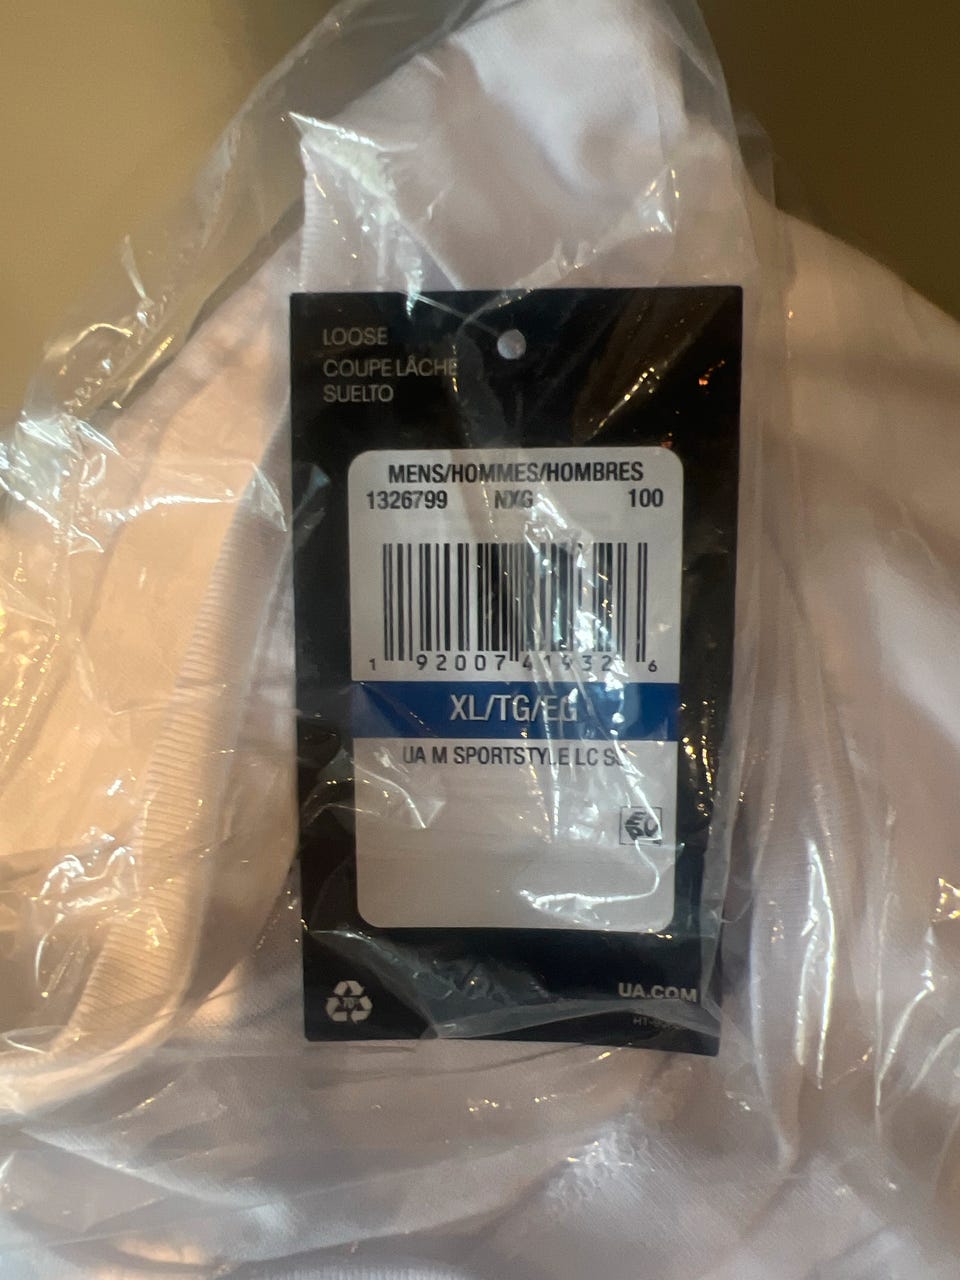 LOOSE
COUPE LÂCHE
SUELTO
MENS/HOMMES/HOMBRES
1326799 NXG 100
1 92007 41932 6
XL/TG/EG
UA M SPORTSTYLE LC
UA.COM